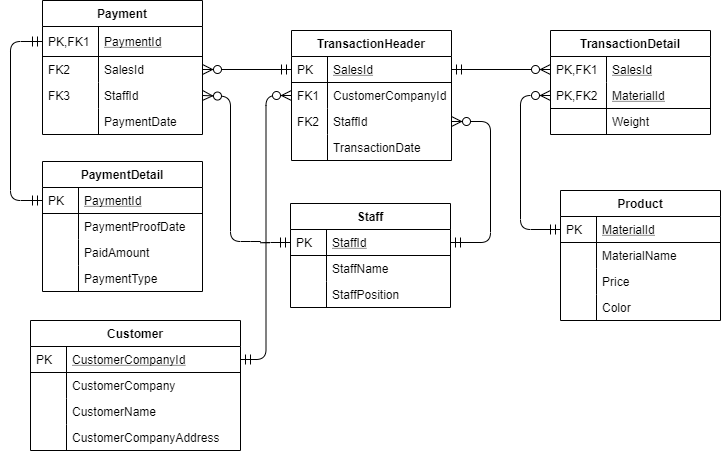 Payment
PK,FK1 PaymentId
FK2 SalesId
FK3 StaffId
PaymentDate
TransactionHeader
PK SalesId
FK1 CustomerCompanyId
FK2 StaffId
TransactionDate
TransactionDetail
PK,FK1 SalesId
PK,FK2 MaterialId
Weight
PaymentDetail
PK PaymentId
PaymentProofDate
PaidAmount
PaymentType
Staff
PK StaffId
StaffName
StaffPosition
Product
PK MaterialId
MaterialName
Price
Color
Customer
PK CustomerCompanyId
CustomerCompany
CustomerName
CustomerCompanyAddress